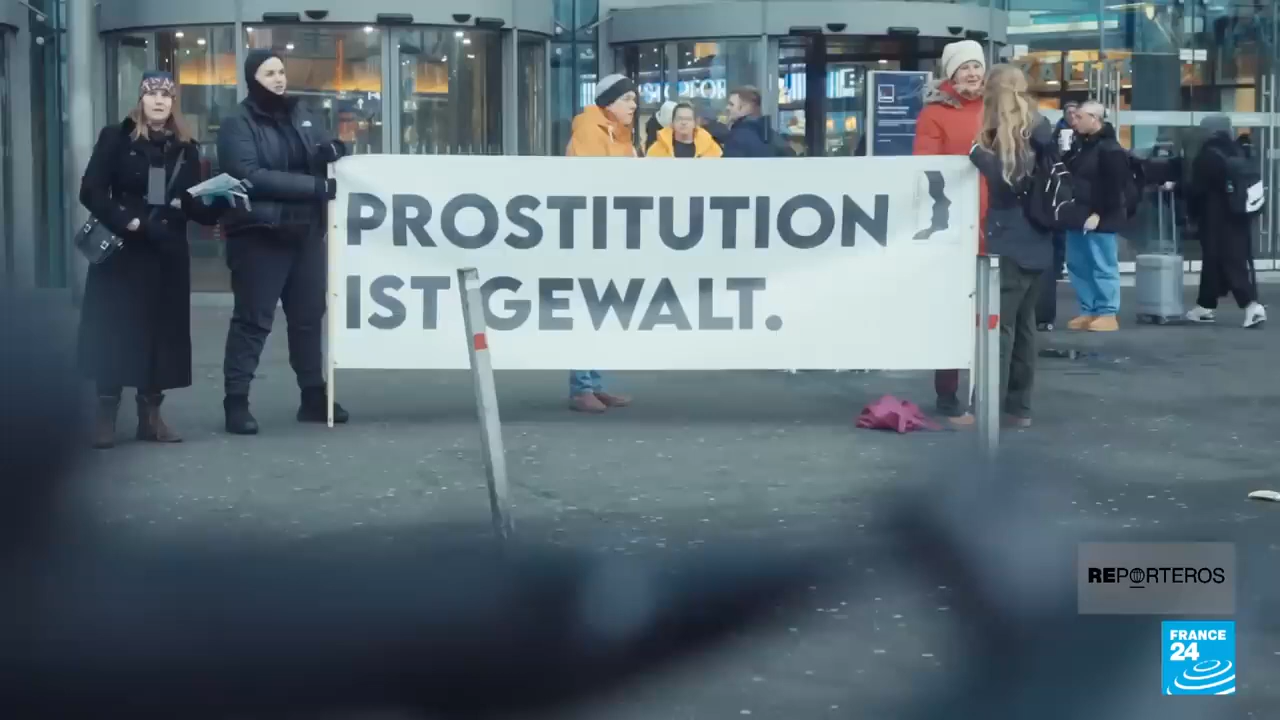 PROSTITUTION
IST GEWALT.
REPORTEROS
FRANCE
24